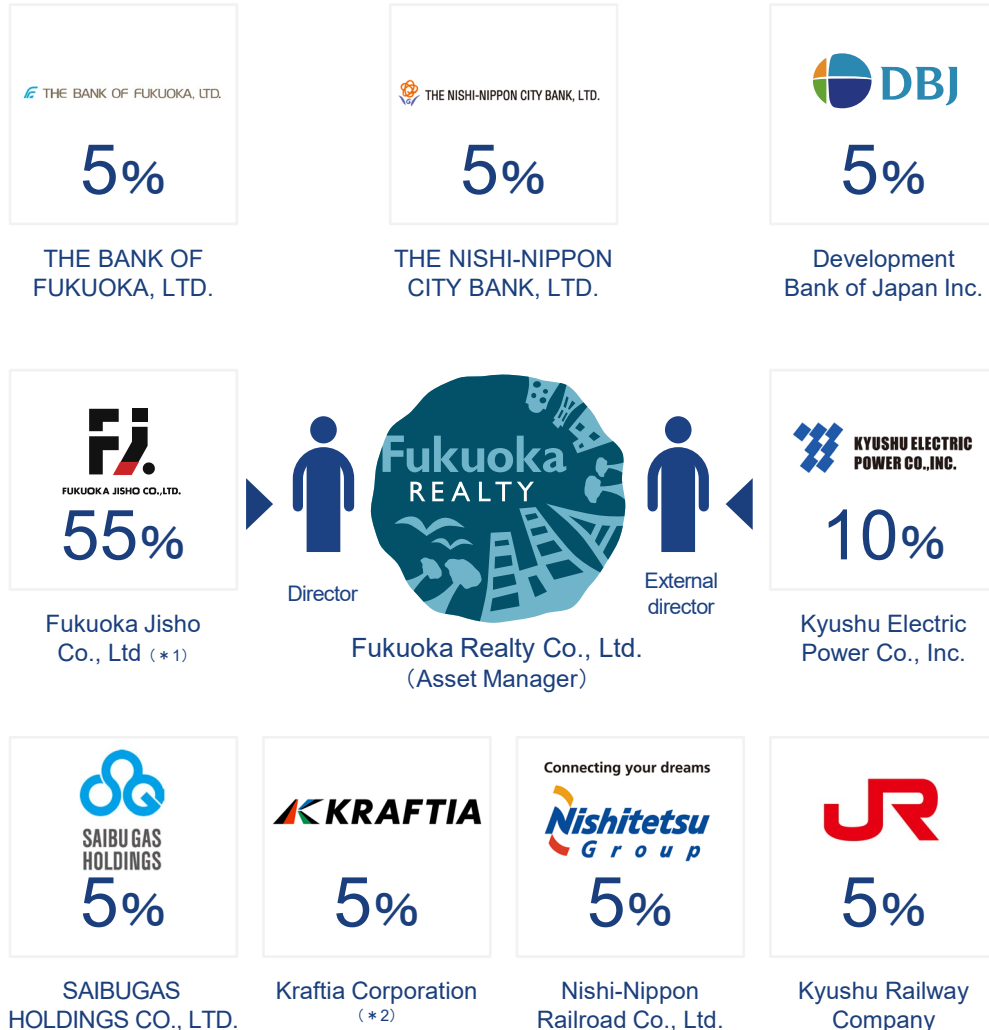 THE BANK OF FUKUOKA, LTD.
5%
THE BANK OF
FUKUOKA, LTD.
THE NISHI-NIPPON CITY BANK, LTD.
5%
THE NISHI-NIPPON
CITY BANK, LTD.
DBJ
5%
Development
Bank of Japan Inc.
FJ.
FUKUOKA JISHO CO.,LTD.
55%
Fukuoka Jisho
Co., Ltd（*1）
Director
Fukuoka
REALTY
Fukuoka Realty Co., Ltd.
（Asset Manager）
External
director
KYUSHU ELECTRIC
POWER CO.,INC.
10%
Kyushu Electric
Power Co., Inc.
SAIBU GAS
HOLDINGS
5%
SAIBUGAS
HOLDINGS CO., LTD.
KRAFTIA
5%
Kraftia Corporation
（*2）
Connecting your dreams
Nishitetsu
Group
5%
Nishi-Nippon
Railroad Co., Ltd.
JR
5%
Kyushu Railway
Company